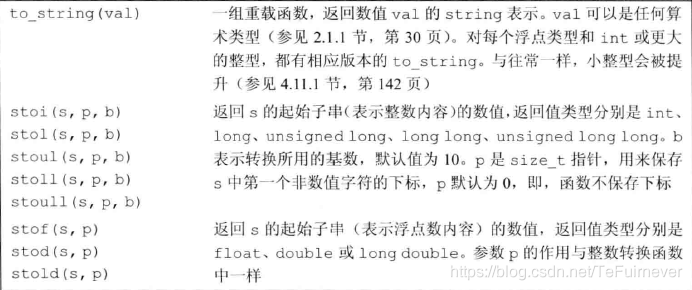 to_string(val) 一组重载函数，返回数值 val 的 string 表示。val 可以是任何算
术类型（参见 2.1.1 节，第 30 页）。对每个浮点类型和 int 或更大
的整型，都有相应版本的 to_string。与往常一样，小整型会被提
升（参见 4.11.1 节，第 142 页）
stoi(s, p, b) 返回 s 的起始子串（表示整数内容）的数值，返回值类型分别是 int、
stol(s, p, b) long、unsigned long、long long、unsigned long long。b
stoul(s, p, b) 表示转换所用的基数，默认值为 10。p 是 size_t 指针，用来保存
stoll(s, p, b) s 中第一个非数值字符的下标，p 默认为 0，即，函数不保存下标
stoull(s, p, b)
stof(s, p) 返回 s 的起始子串（表示浮点数内容）的数值，返回值类型分别是
stod(s, p) float、double 或 long double。参数 p 的作用与整数转换函数
stold(s, p) 中一样
https://blog.csdn.net/TeFuirnever